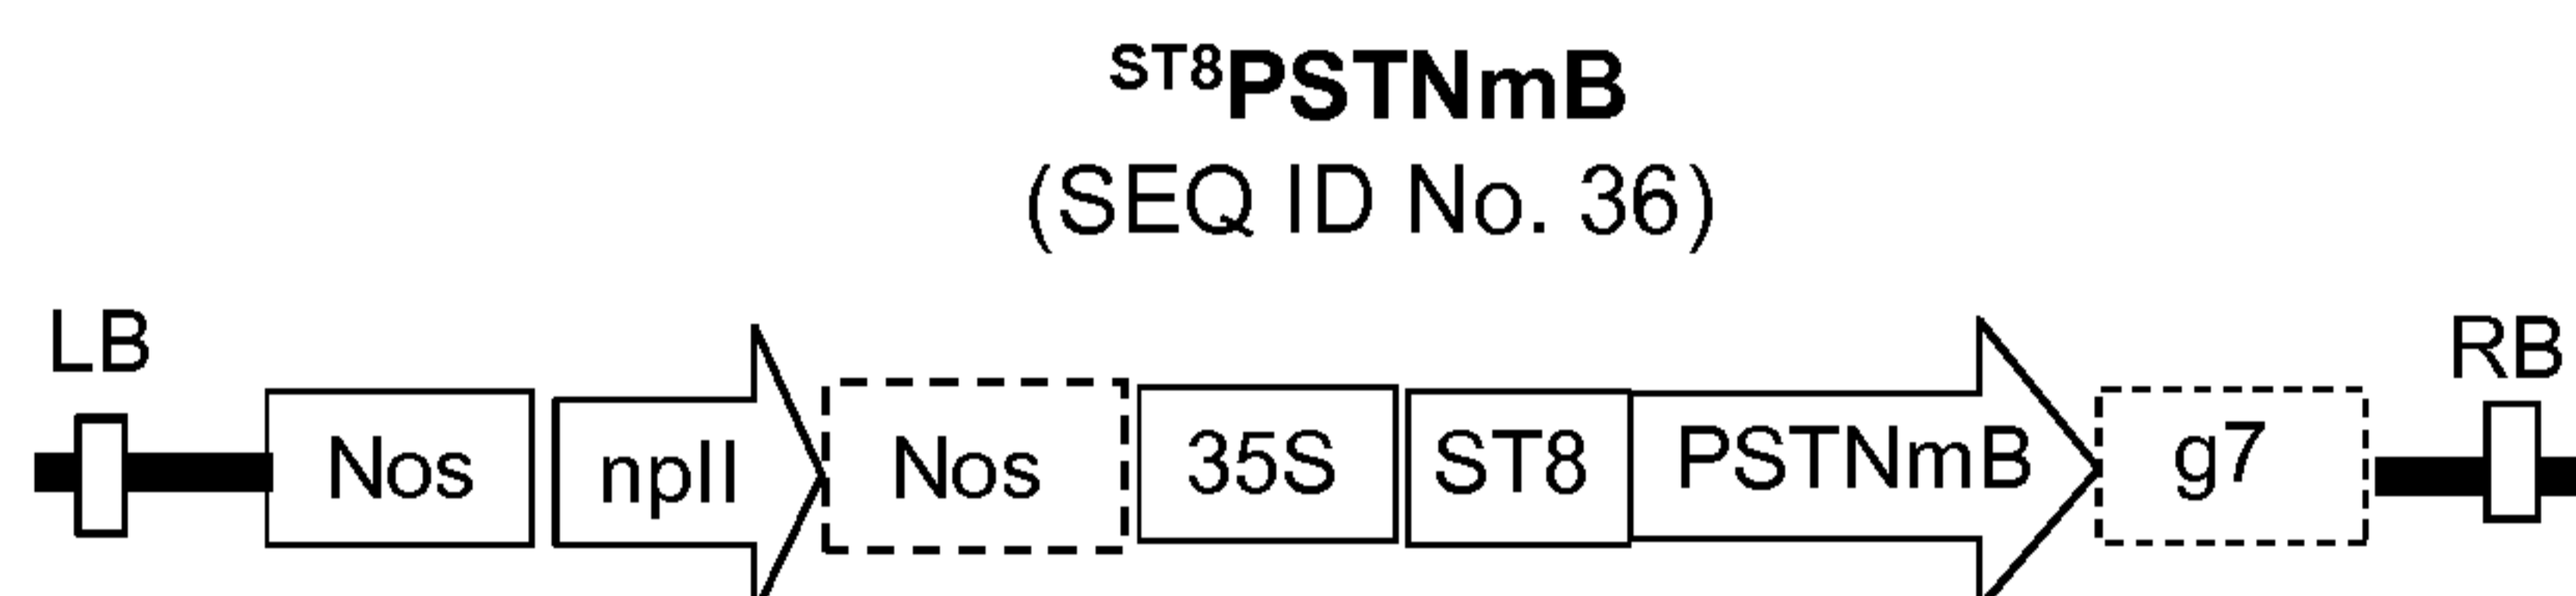 ST8PSTNmB
(SEQ ID No. 36)
LB RB
Nos npII Nos 35S ST8 PSTNmB g7